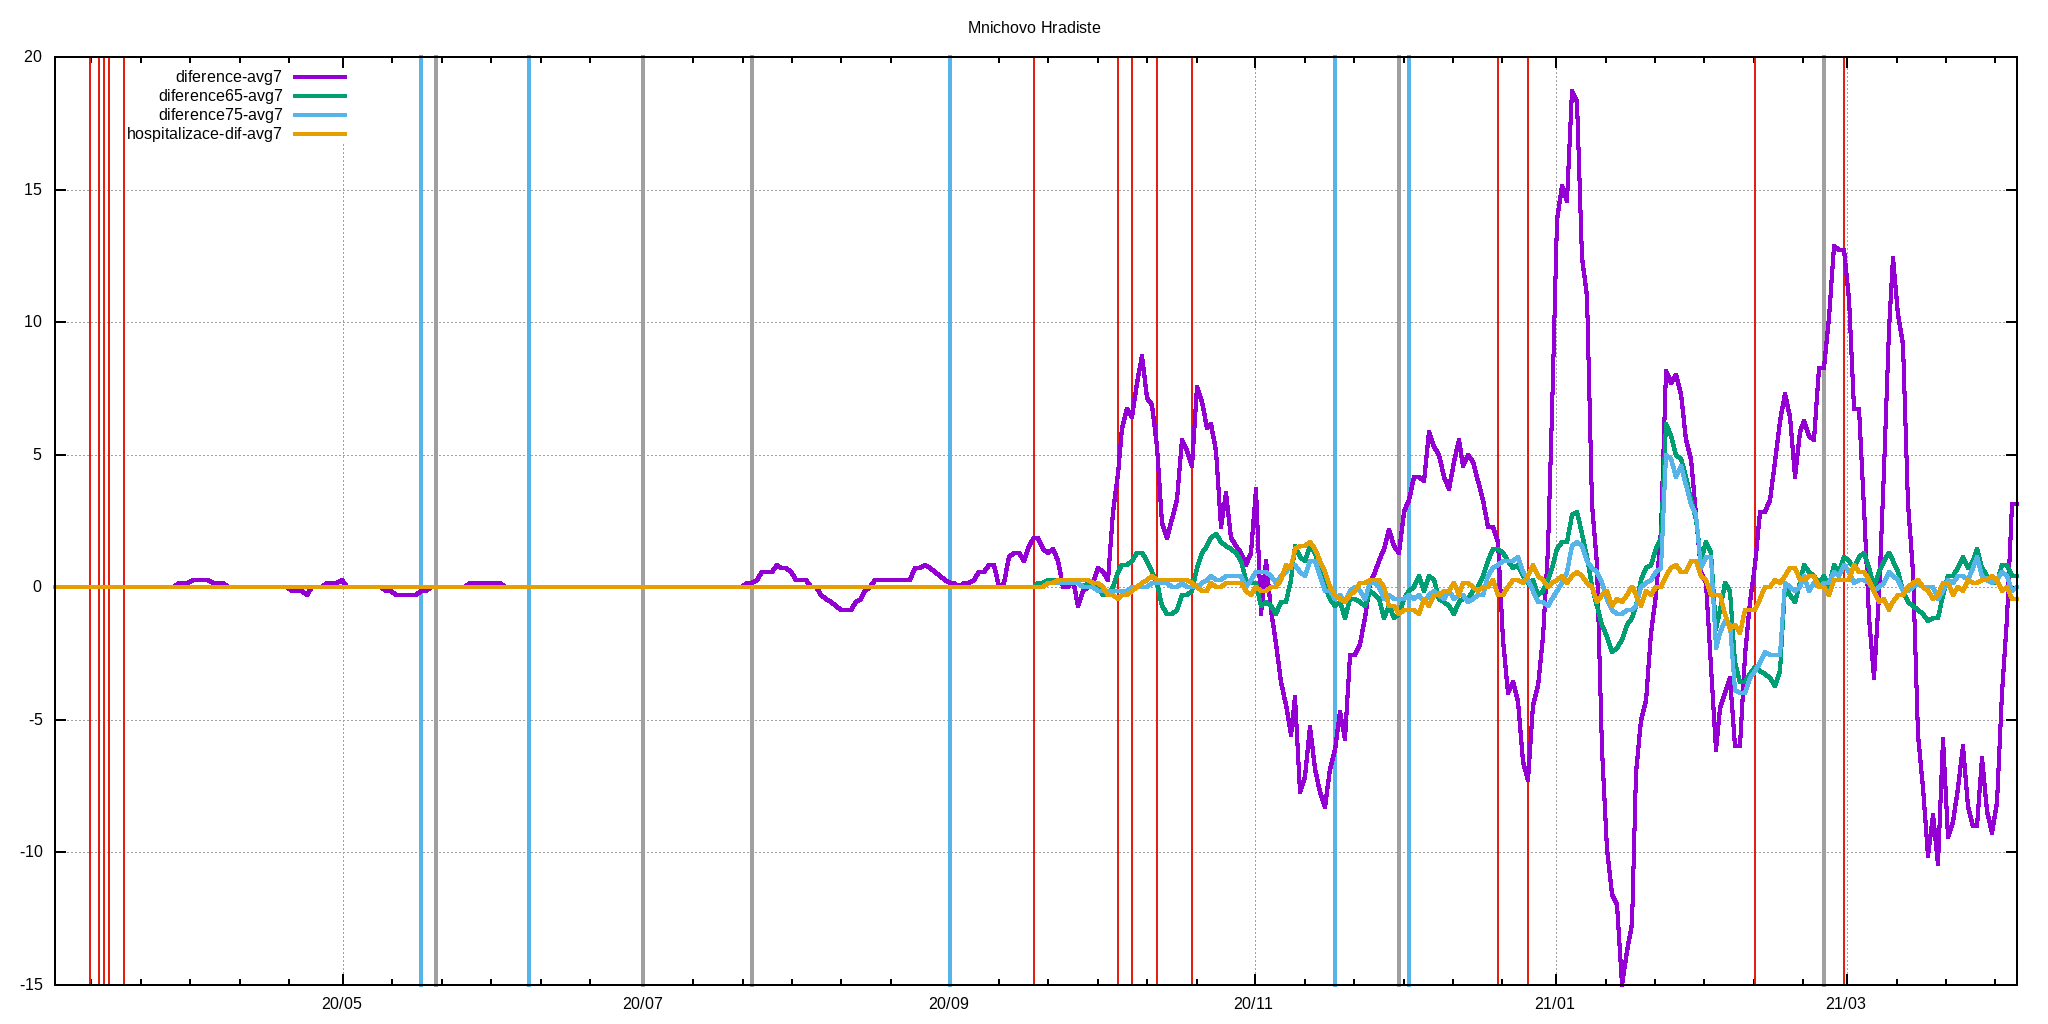 Mnichovo Hradiste
diference-avg7
diference65-avg7
diference75-avg7
hospitalizace-dif-avg7
20
15
10
5
0
-5
-10
-15
20/05 20/07 20/09 20/11 21/01 21/03